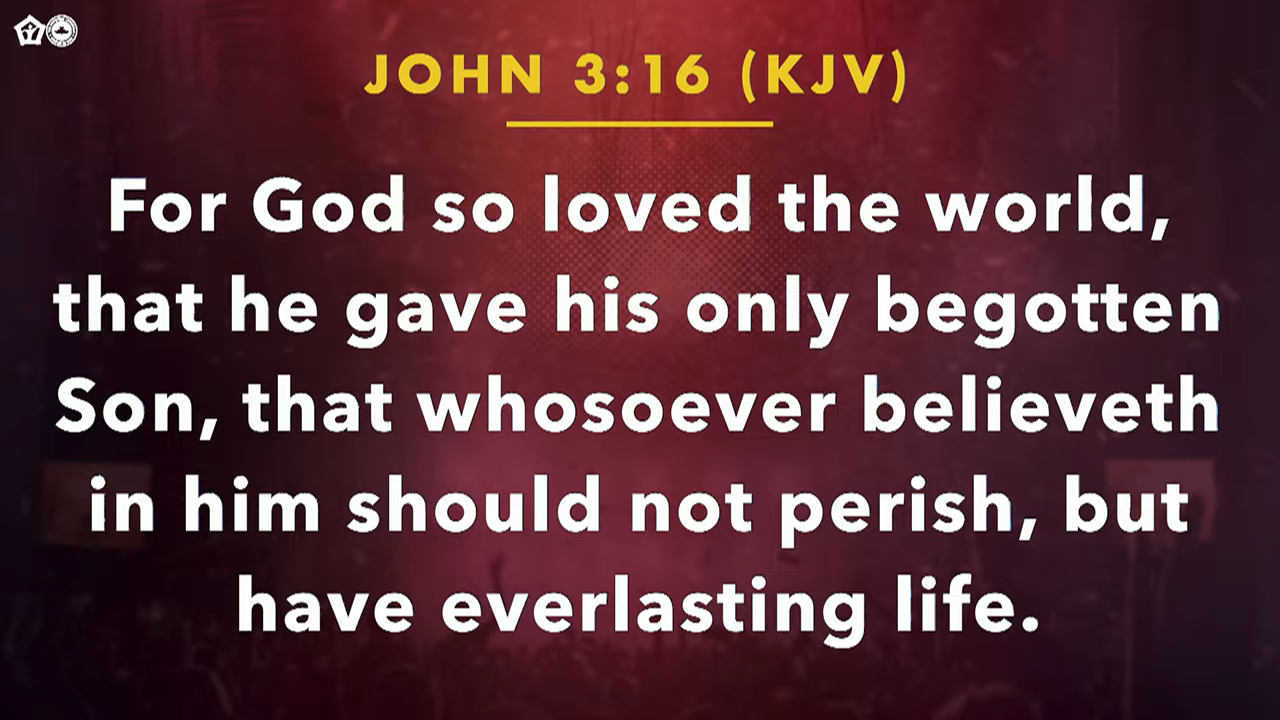 JOHN 3:16 (KJV)
For God so loved the world,
that he gave his only begotten
Son, that whosoever believeth
in him should not perish, but
have everlasting life.